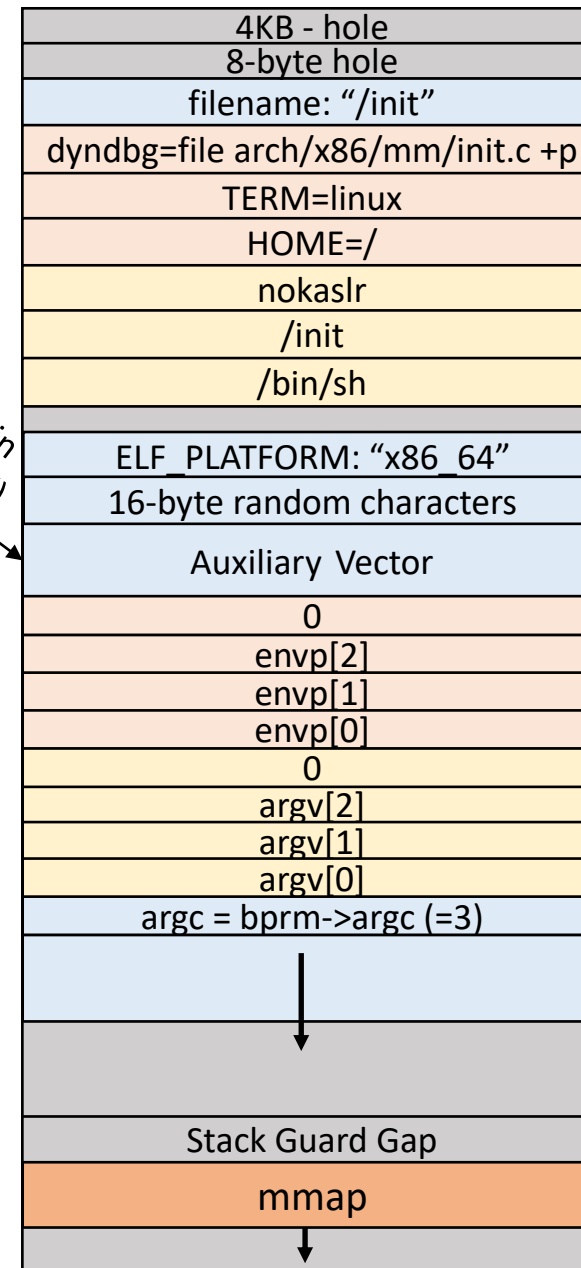 4KB - hole
8-byte hole
filename: “/init”
dyndbg=file arch/x86/mm/init.c +p
TERM=linux
HOME=/
nokaslr
/init
/bin/sh
ELF_PLATFORM: “x86_64”
16-byte random characters
Auxiliary Vector
0
envp[2]
envp[1]
envp[0]
0
argv[2]
argv[1]
argv[0]
argc = bprm->argc (=3)
Stack Guard Gap
mmap